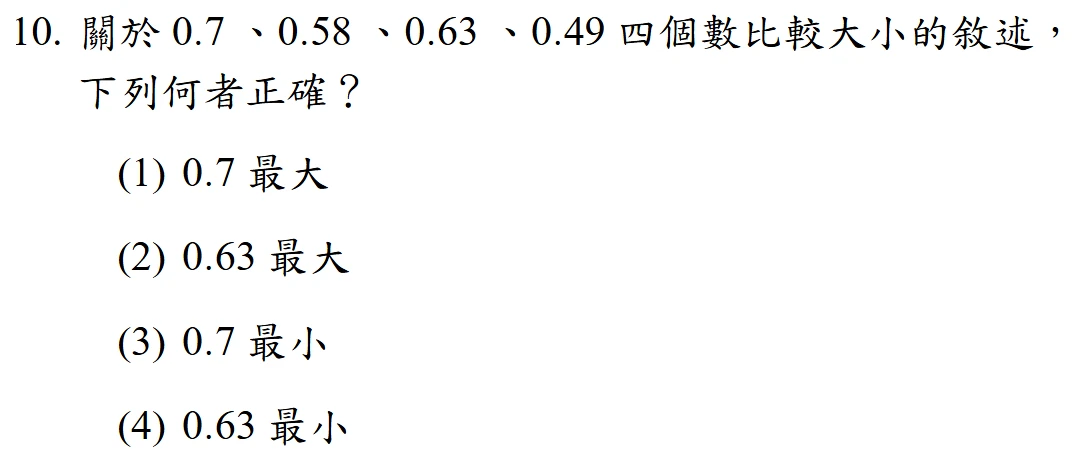 10. 關於 0.7 、0.58 、0.63 、0.49 四個數比較大小的敘述，
下列何者正確？
(1) 0.7 最大
(2) 0.63 最大
(3) 0.7 最小
(4) 0.63 最小